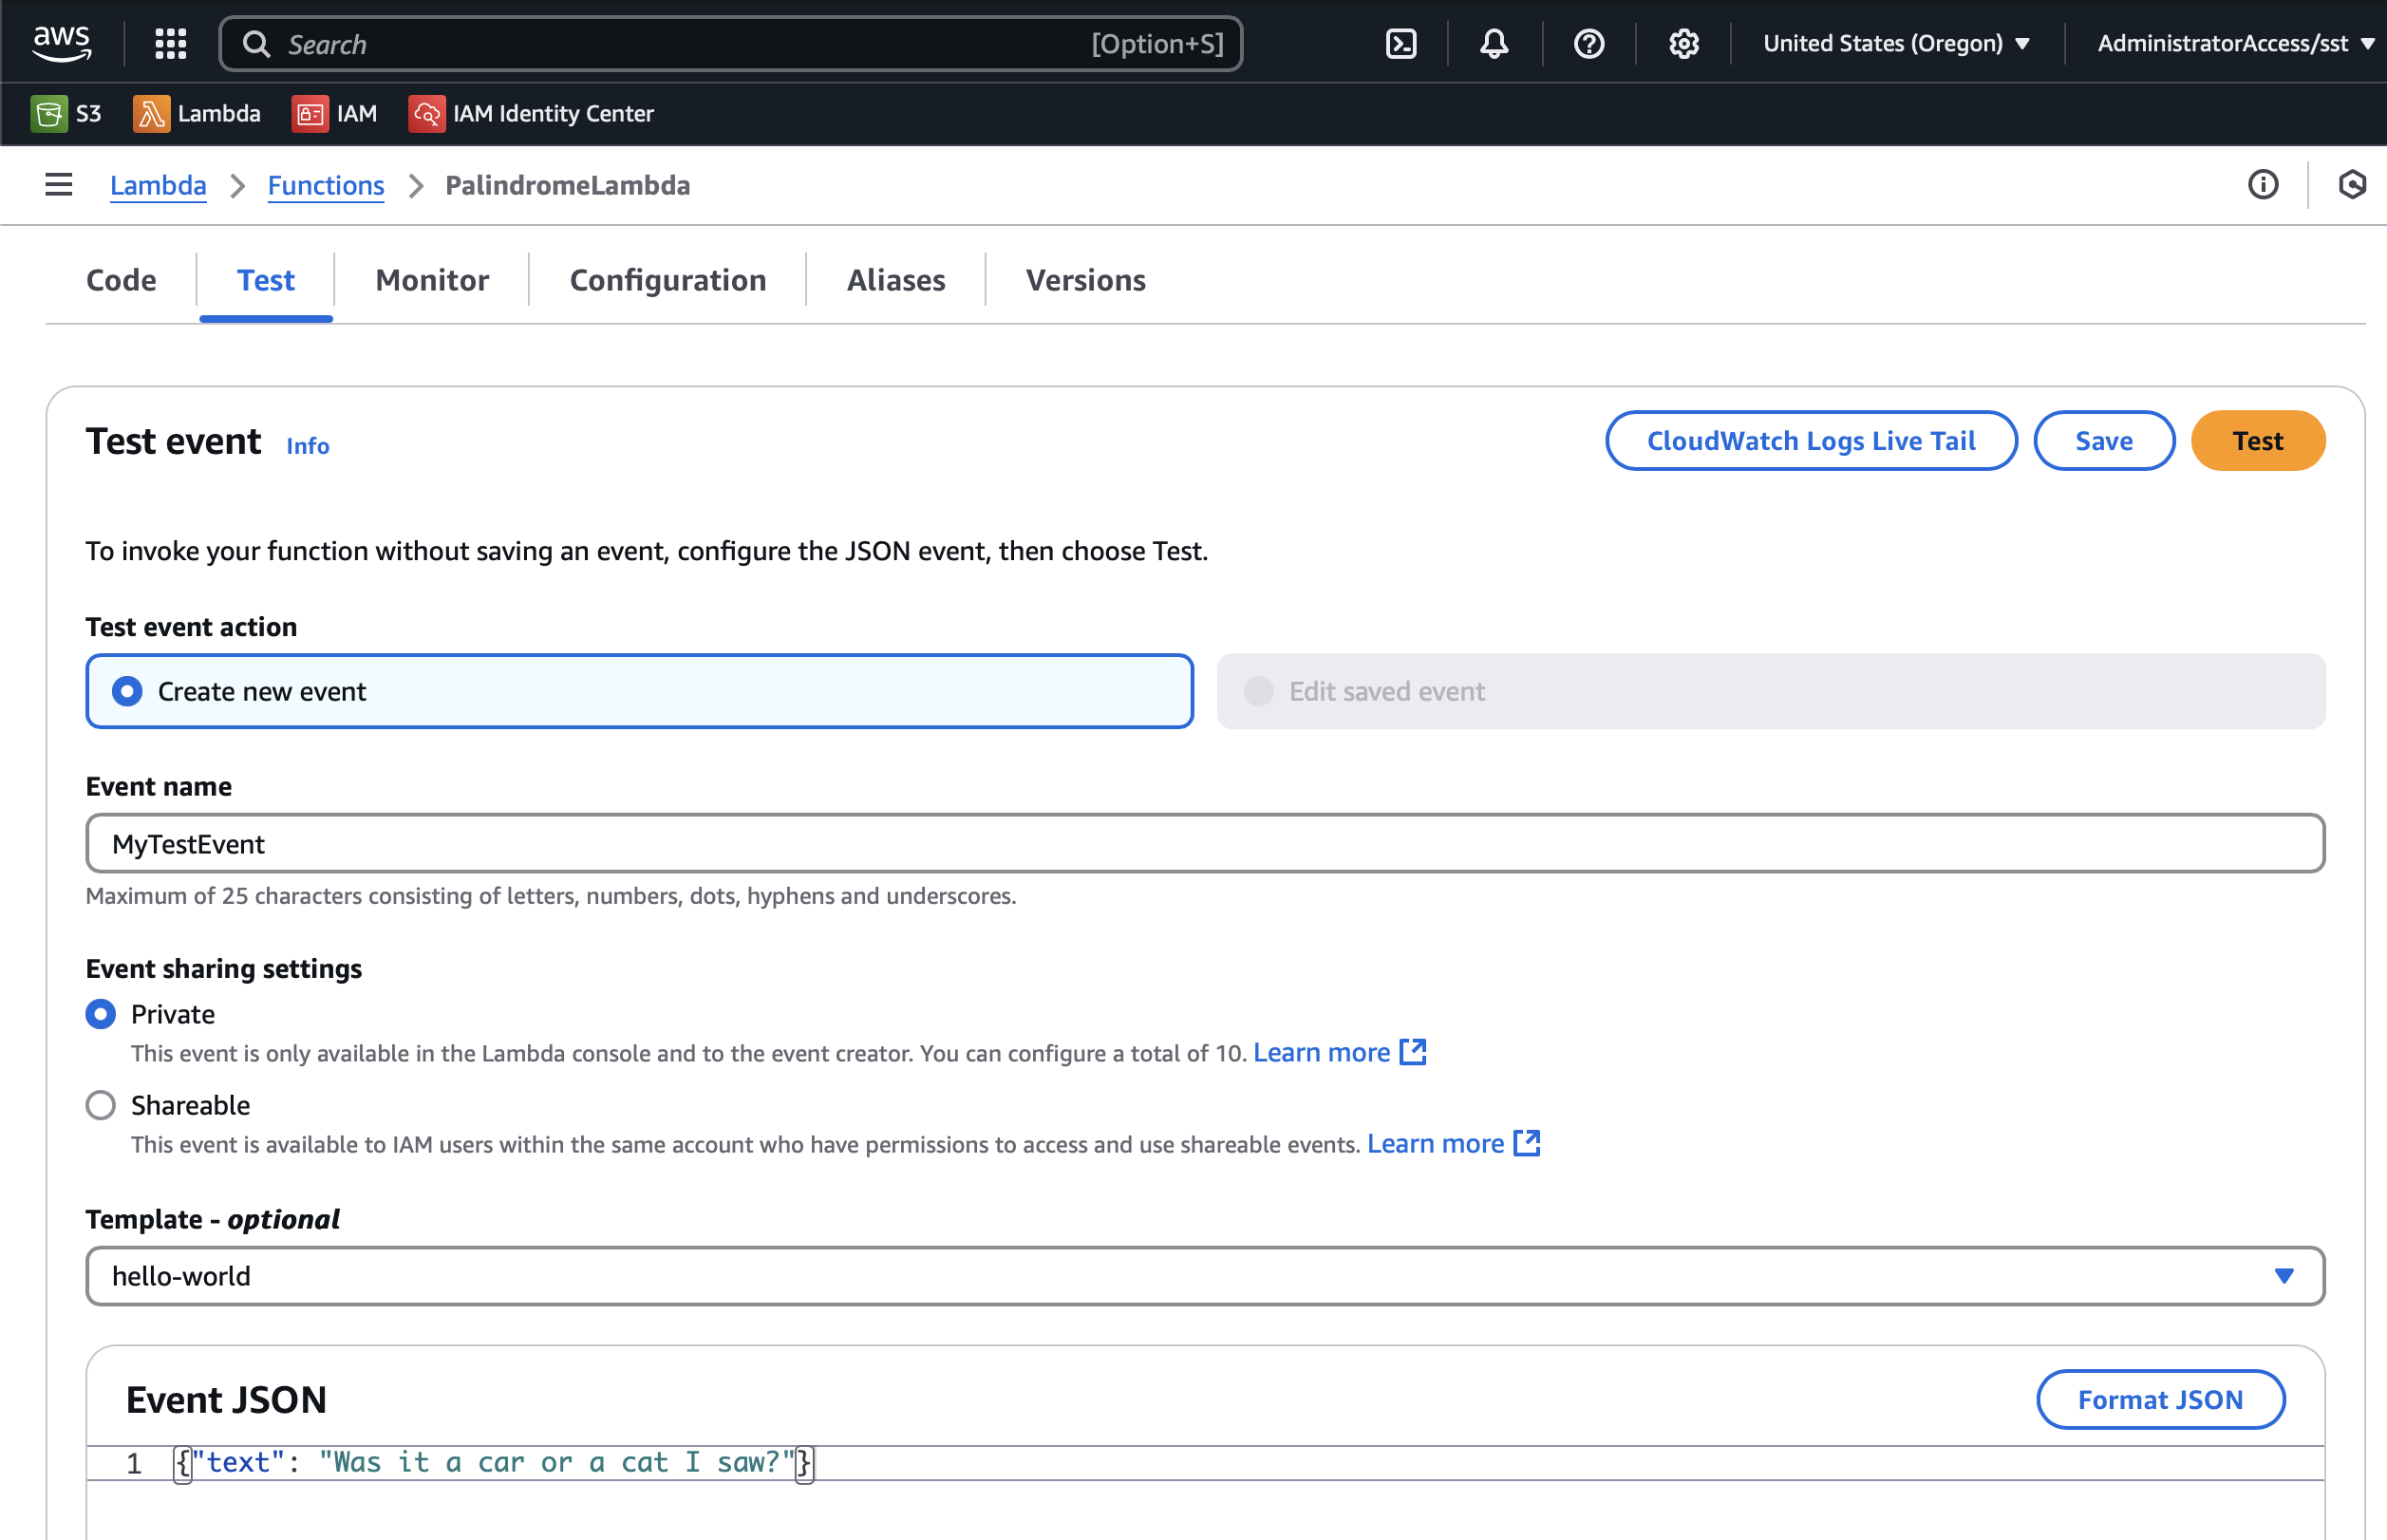 aws Search [Option+S] United States (Oregon) AdministratorAccess/sst
S3 Lambda IAM IAM Identity Center
Lambda Functions PalindromeLambda
Code Test Monitor Configuration Aliases Versions
Test event Info CloudWatch Logs Live Tail Save Test
To invoke your function without saving an event, configure the JSON event, then choose Test.
Test event action
Create new event Edit saved event
Event name
MyTestEvent
Maximum of 25 characters consisting of letters, numbers, dots, hyphens and underscores.
Event sharing settings
Private
This event is only available in the Lambda console and to the event creator. You can configure a total of 10. Learn more
Shareable
This event is available to IAM users within the same account who have permissions to access and use shareable events. Learn more
Template - optional
hello-world
Event JSON Format JSON
1 {"text": "Was it a car or a cat I saw?"}